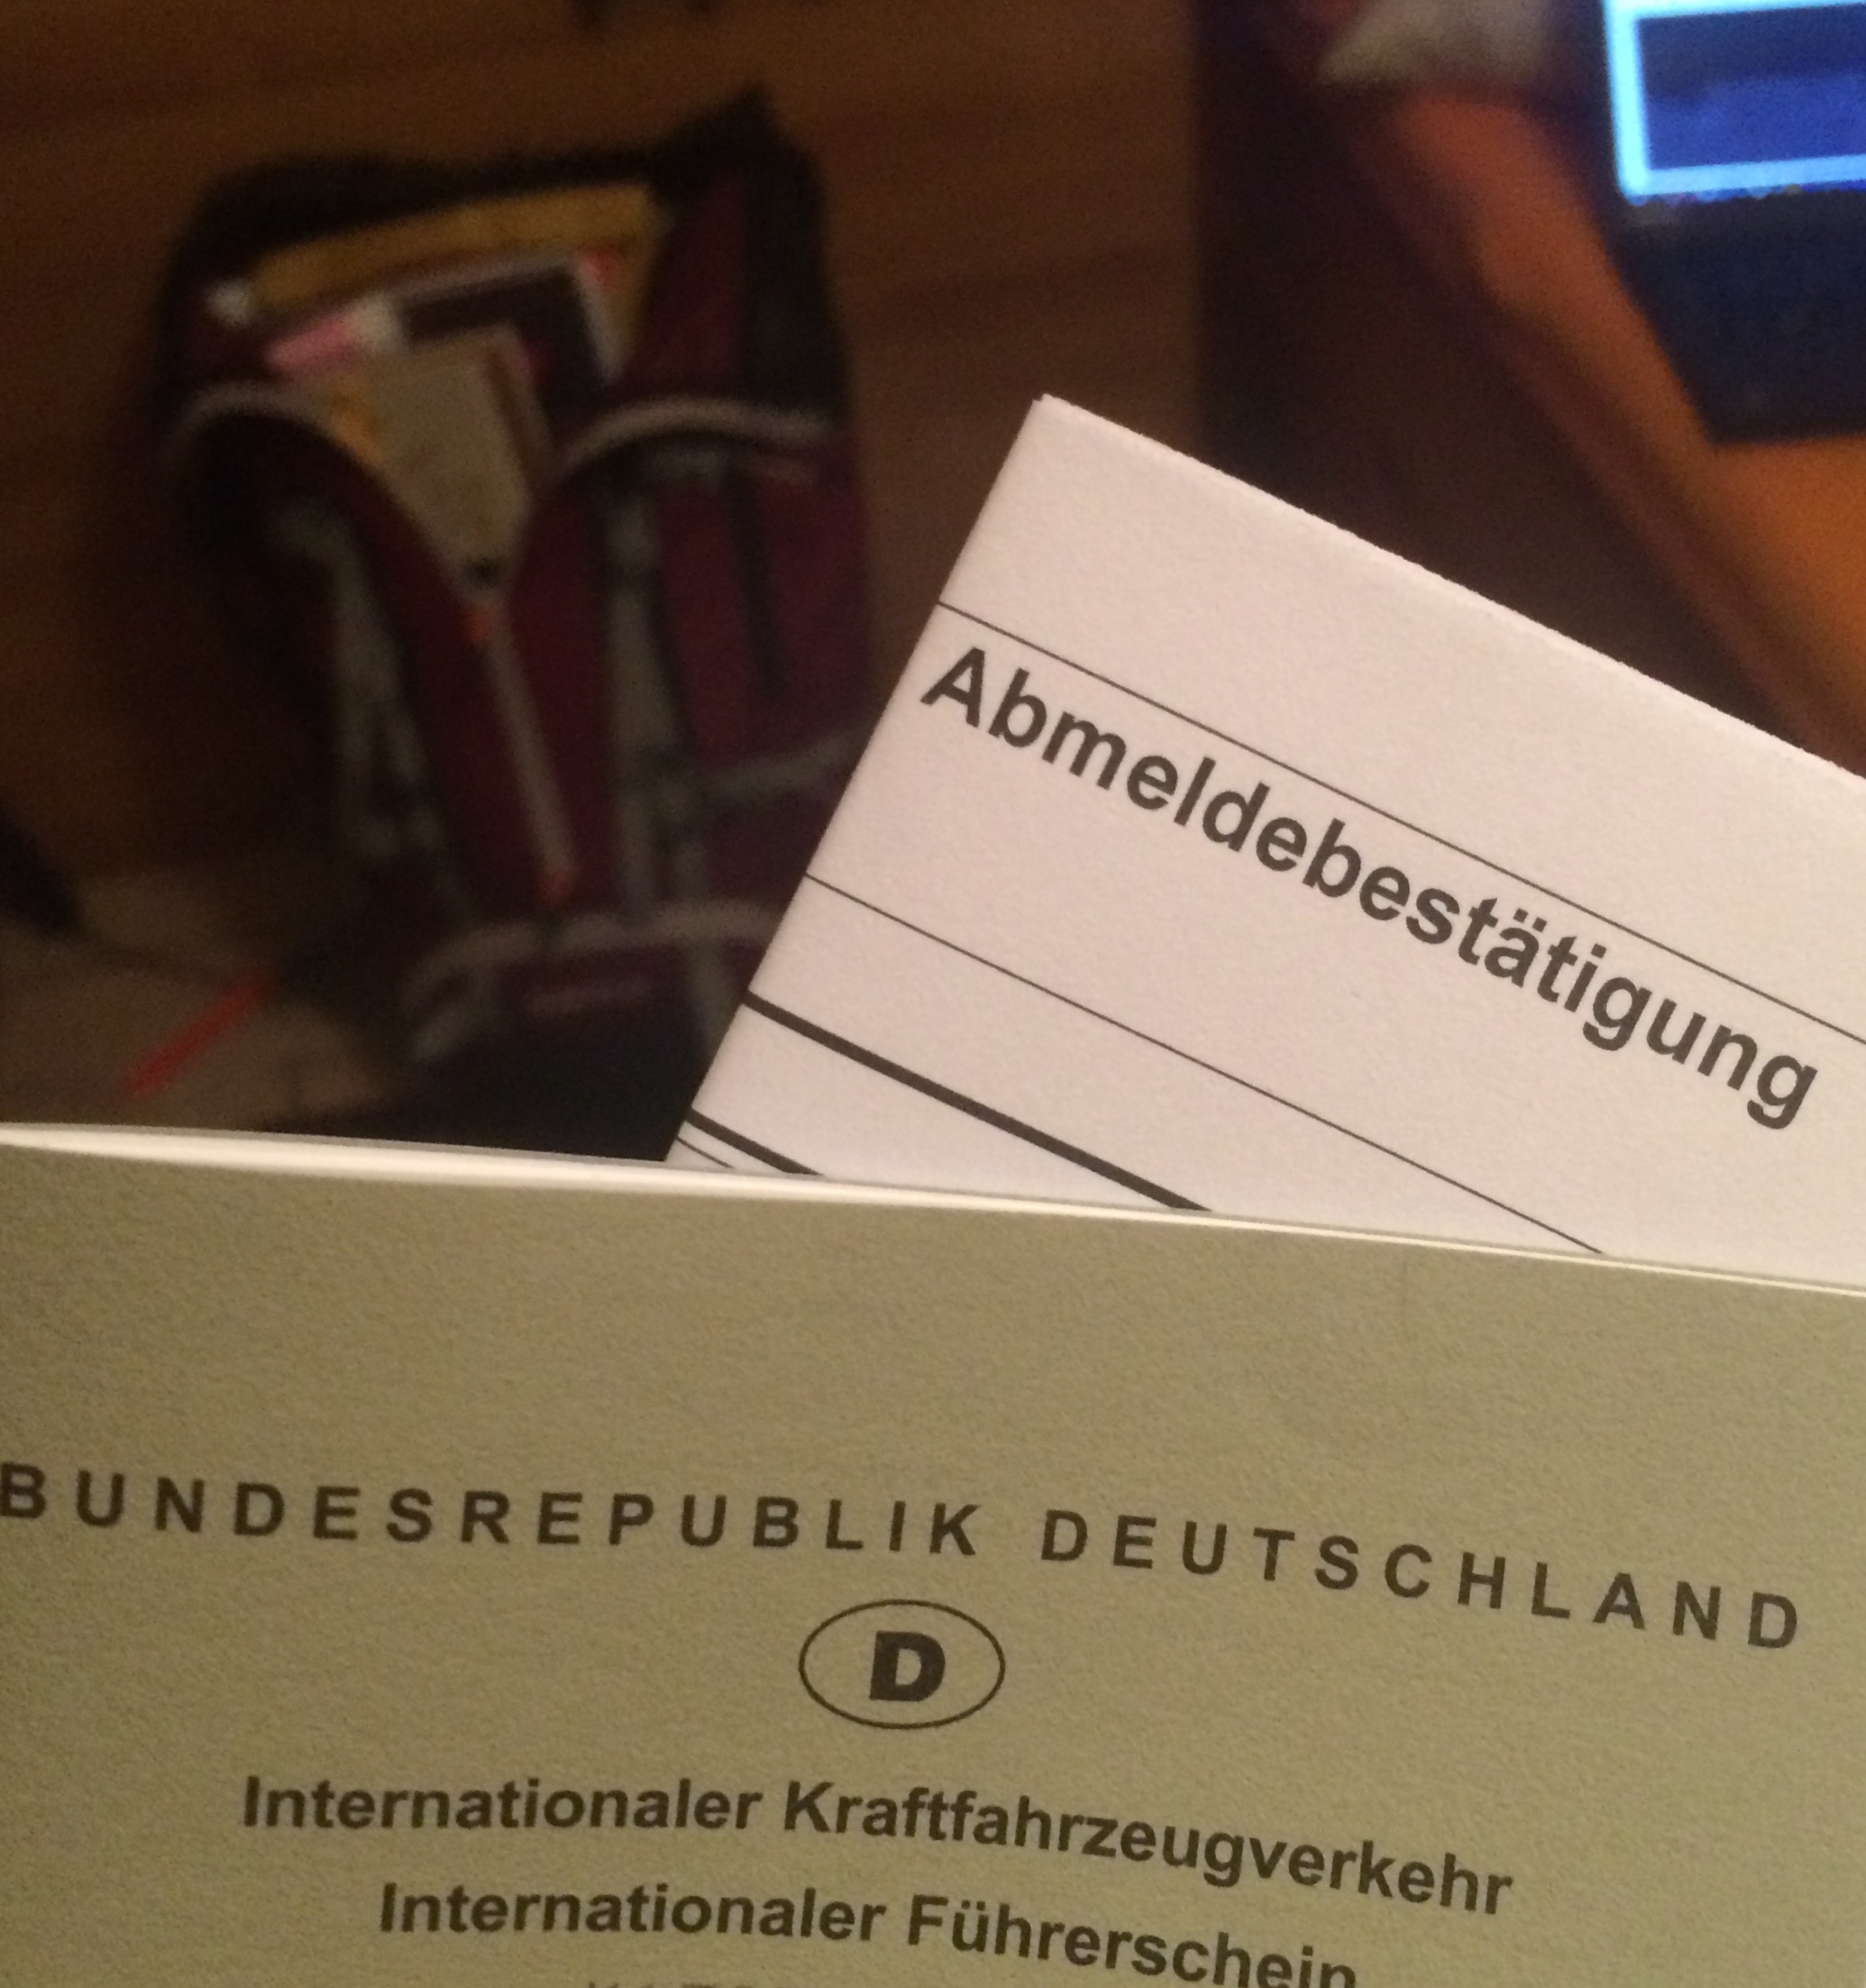 Abmeldebestätigung
BUNDESREPUBLIK DEUTSCHLAND
D
Internationaler Kraftfahrzeugverkehr
Internationaler Führerschein